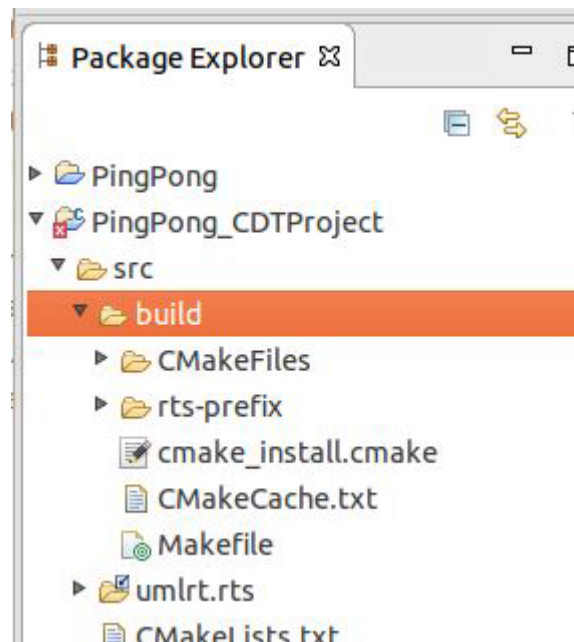 Package Explorer
PingPong
PingPong_CDTProject
src
build
CMakeFiles
rts-prefix
cmake_install.cmake
CMakeCache.txt
Makefile
umlrt.rts
CMakeLists.txt